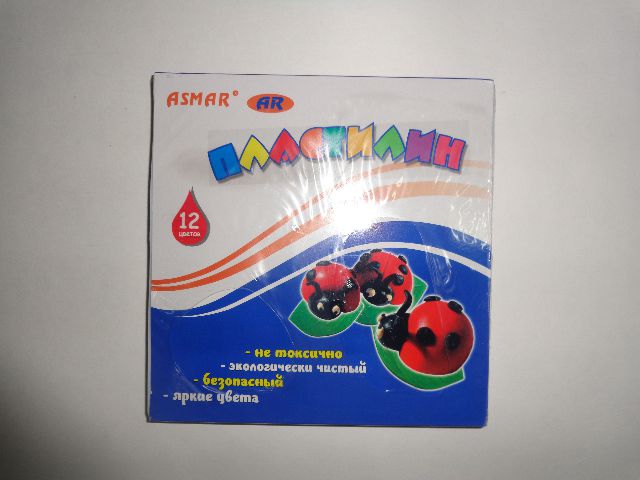 ASMAR® AR
ПЛАСТИЛИН
12
цветов
- не токсично
- экологически чистый
- безопасный
- яркие цвета